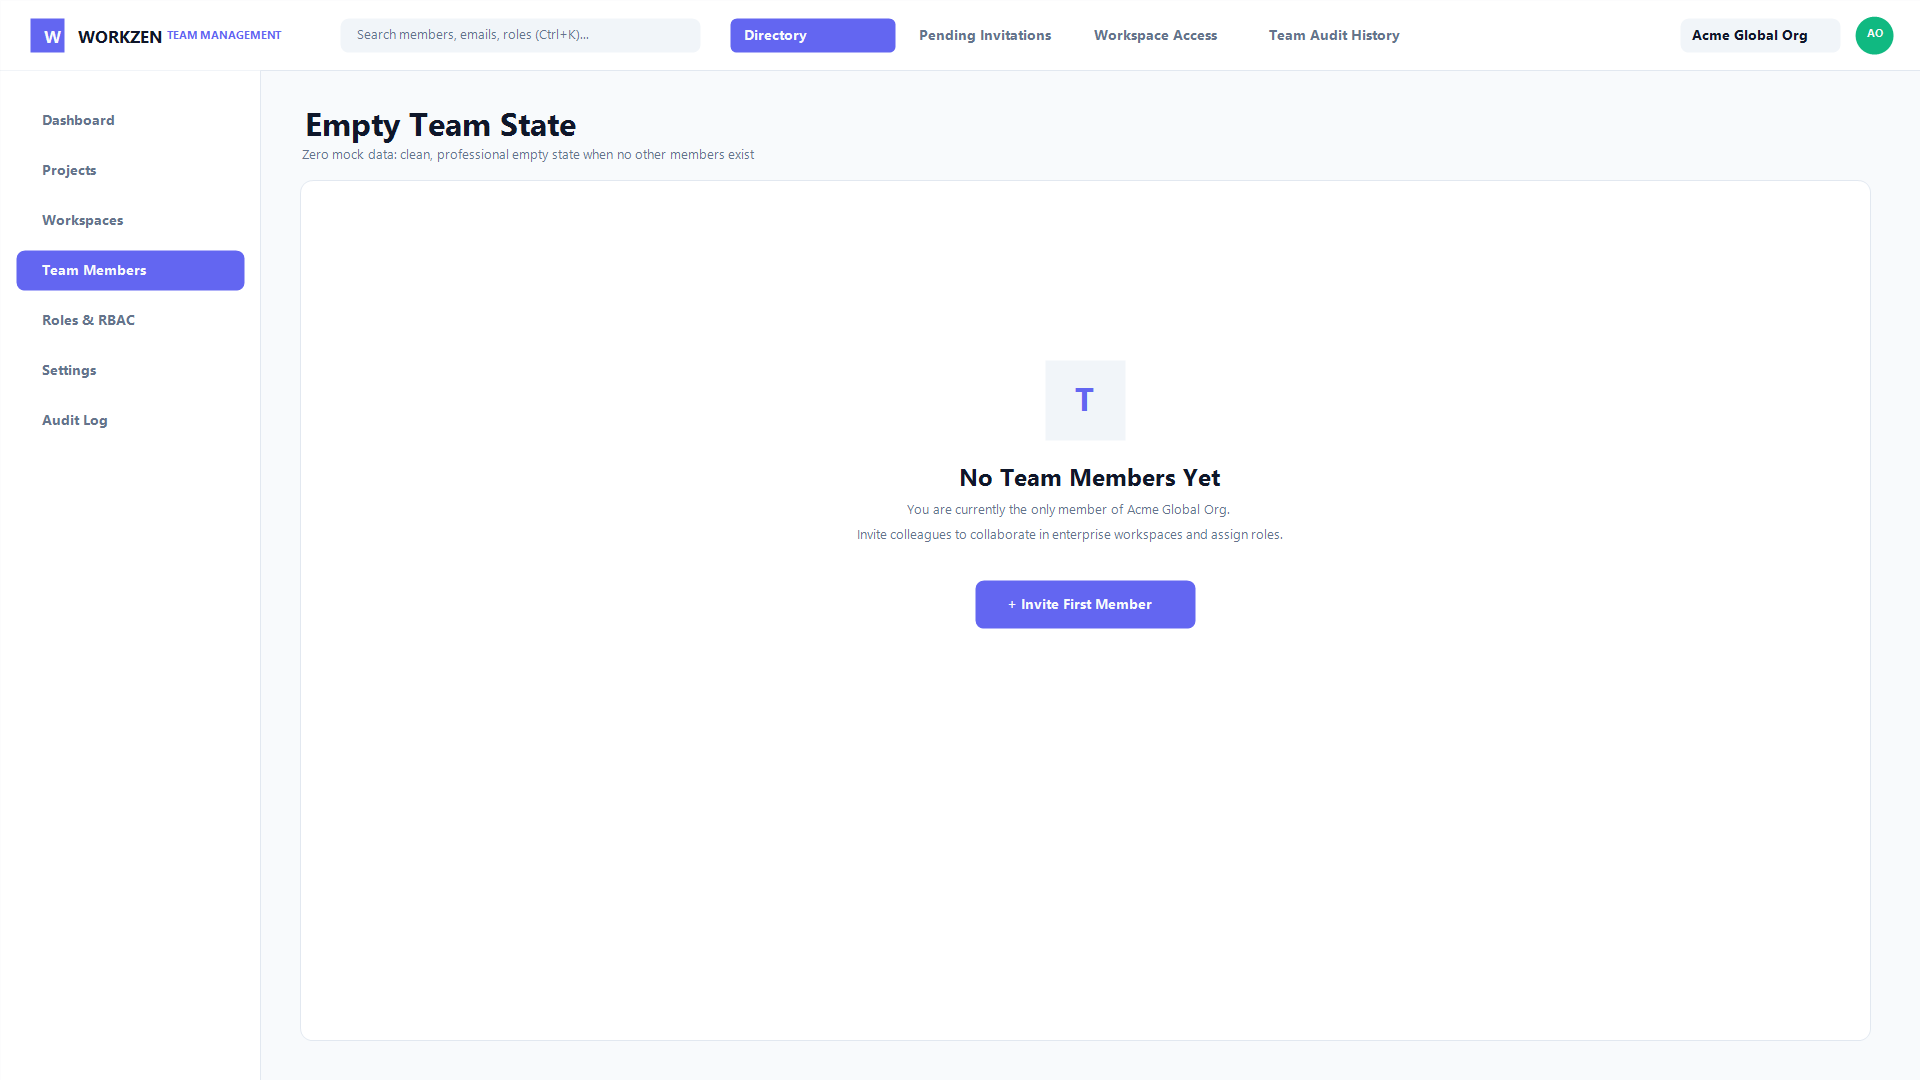 W WORKZEN TEAM MANAGEMENT
Search members, emails, roles (Ctrl+K)...
Directory
Pending Invitations
Workspace Access
Team Audit History
Acme Global Org
AO
Dashboard
Projects
Workspaces
Team Members
Roles & RBAC
Settings
Audit Log
Empty Team State
Zero mock data: clean, professional empty state when no other members exist
T
No Team Members Yet
You are currently the only member of Acme Global Org.
Invite colleagues to collaborate in enterprise workspaces and assign roles.
+ Invite First Member